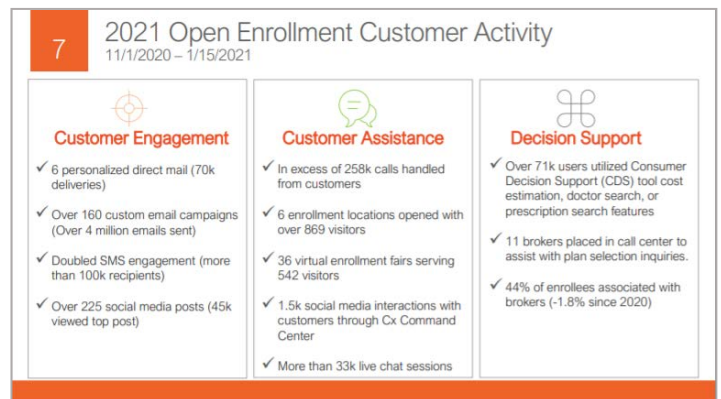 7
2021 Open Enrollment Customer Activity
11/1/2020 – 1/15/2021
Customer Engagement
✓ 6 personalized direct mail (70k
deliveries)
✓ Over 160 custom email campaigns
(Over 4 million emails sent)
✓ Doubled SMS engagement (more
than 100k recipients)
✓ Over 225 social media posts (45k
viewed top post)
Customer Assistance
✓ In excess of 258k calls handled
from customers
✓ 6 enrollment locations opened with
over 869 visitors
✓ 36 virtual enrollment fairs serving
542 visitors
✓ 1.5k social media interactions with
customers through Cx Command
Center
✓ More than 33k live chat sessions
Decision Support
✓ Over 71k users utilized Consumer
Decision Support (CDS) tool cost
estimation, doctor search, or
prescription search features
✓ 11 brokers placed in call center to
assist with plan selection inquiries.
✓ 44% of enrollees associated with
brokers (-1.8% since 2020)